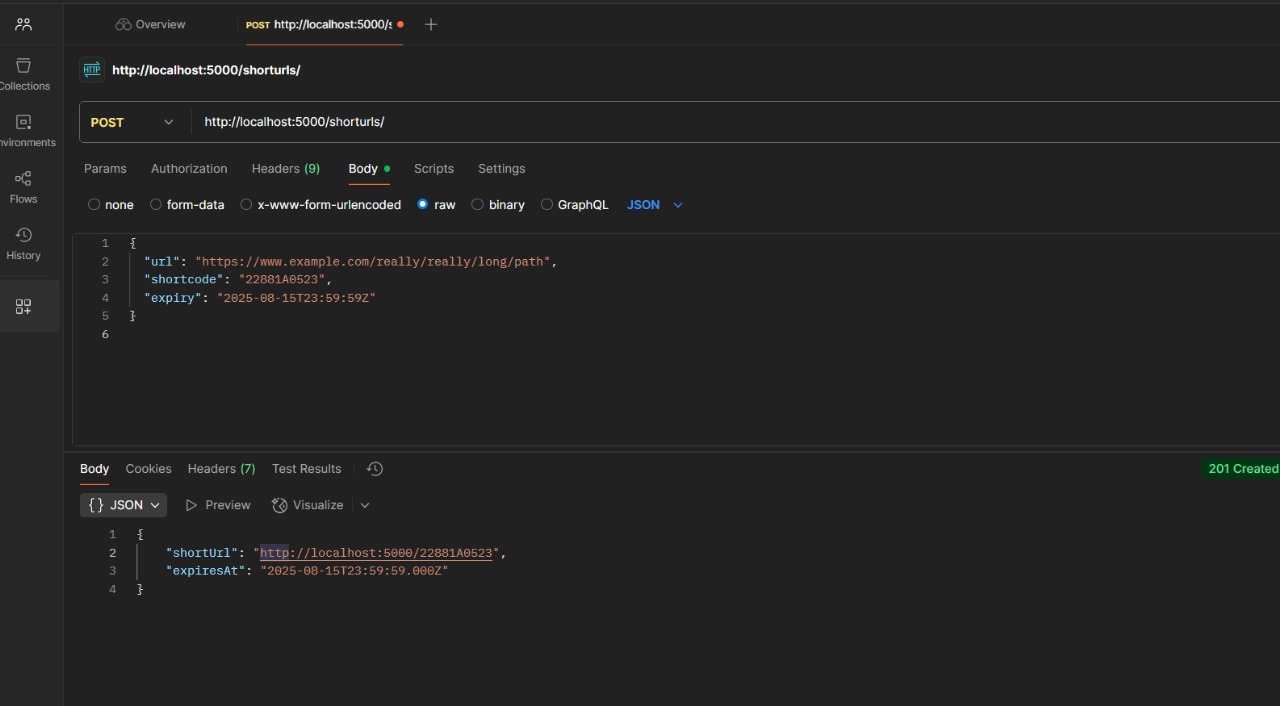 Overview
POST http://localhost:5000/s
HTTP http://localhost:5000/shorturls/
Collections
POST http://localhost:5000/shorturls/
nvironments
Params Authorization Headers (9) Body Scripts Settings
Flows
none form-data x-www-form-urlencoded raw binary GraphQL JSON
History
1 {
2 "url": "https://www.example.com/really/really/long/path",
3 "shortcode": "22881A0523",
4 "expiry": "2025-08-15T23:59:59Z"
5 }
6
Body Cookies Headers (7) Test Results
201 Created
{} JSON Preview Visualize
1 {
2 "shortUrl": "http://localhost:5000/22881A0523",
3 "expiresAt": "2025-08-15T23:59:59.000Z"
4 }